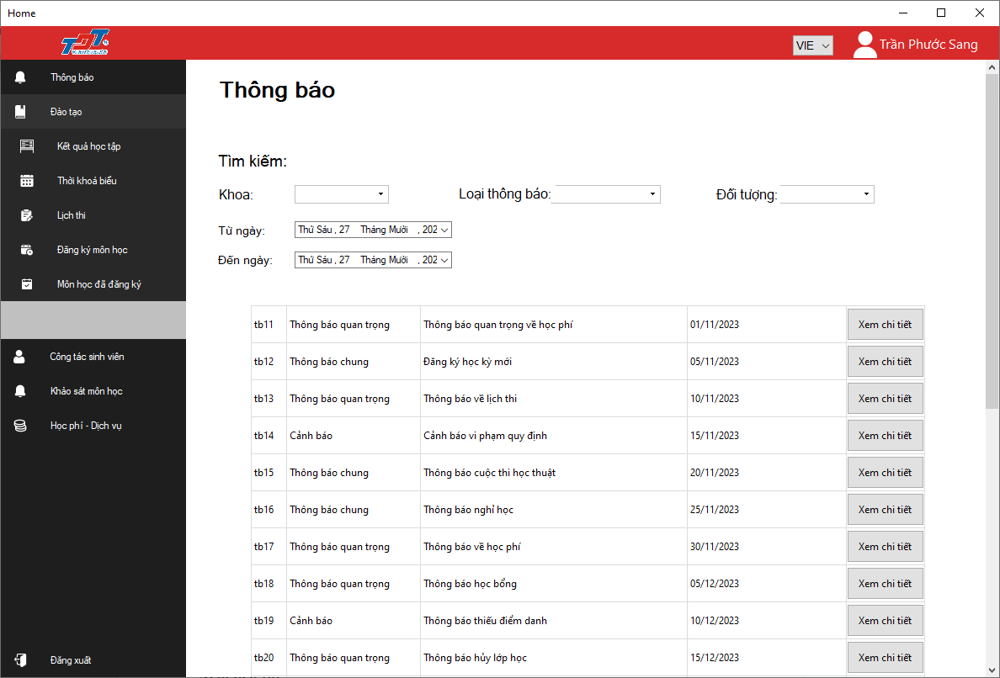 Home
TDT
VIE
Trần Phước Sang
Thông báo
Đào tạo
Kết quả học tập
Thời khoá biểu
Lịch thi
Đăng ký môn học
Môn học đã đăng ký
Công tác sinh viên
Khảo sát môn học
Học phí - Dịch vụ
Đăng xuất
Thông báo
Tìm kiếm:
Khoa:
Loại thông báo:
Đối tượng:
Từ ngày:
Thứ Sáu , 27 Tháng Mười , 202
Đến ngày:
Thứ Sáu , 27 Tháng Mười , 202
tb11 Thông báo quan trọng Thông báo quan trọng về học phí 01/11/2023 Xem chi tiết
tb12 Thông báo chung Đăng ký học kỳ mới 05/11/2023 Xem chi tiết
tb13 Thông báo quan trọng Thông báo về lịch thi 10/11/2023 Xem chi tiết
tb14 Cảnh báo Cảnh báo vi phạm quy định 15/11/2023 Xem chi tiết
tb15 Thông báo chung Thông báo cuộc thi học thuật 20/11/2023 Xem chi tiết
tb16 Thông báo chung Thông báo nghỉ học 25/11/2023 Xem chi tiết
tb17 Thông báo quan trọng Thông báo về học phí 30/11/2023 Xem chi tiết
tb18 Thông báo quan trọng Thông báo học bổng 05/12/2023 Xem chi tiết
tb19 Cảnh báo Thông báo thiếu điểm danh 10/12/2023 Xem chi tiết
tb20 Thông báo quan trọng Thông báo hủy lớp học 15/12/2023 Xem chi tiết